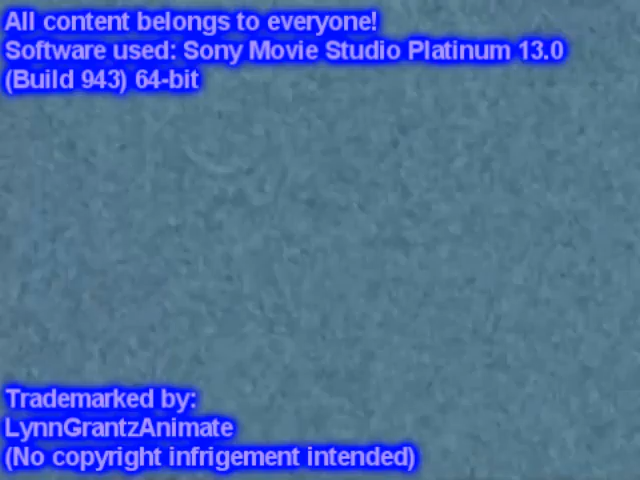 All content belongs to everyone!
Software used: Sony Movie Studio Platinum 13.0
(Build 943) 64-bit
Trademarked by:
LynnGrantzAnimate
(No copyright infrigement intended)